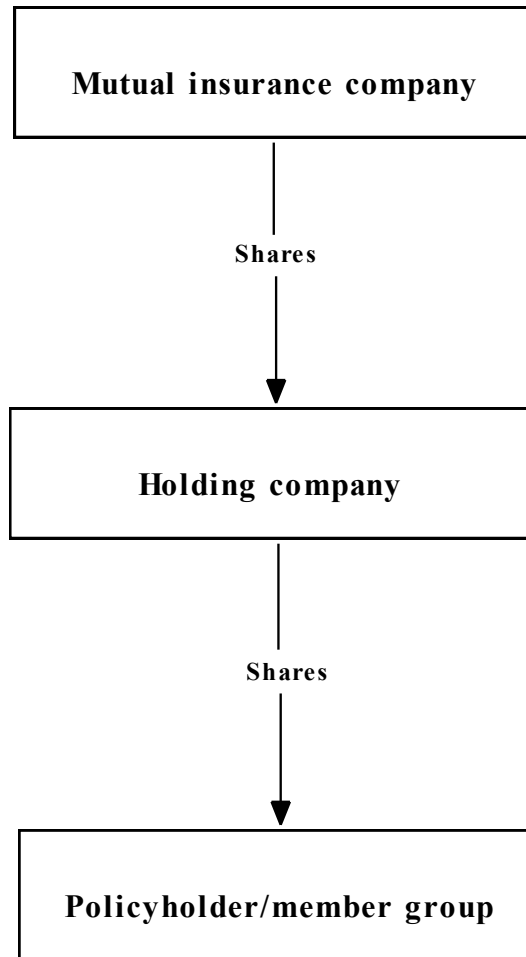 Mutual insurance company
Shares
Holding company
Shares
Policyholder/member group